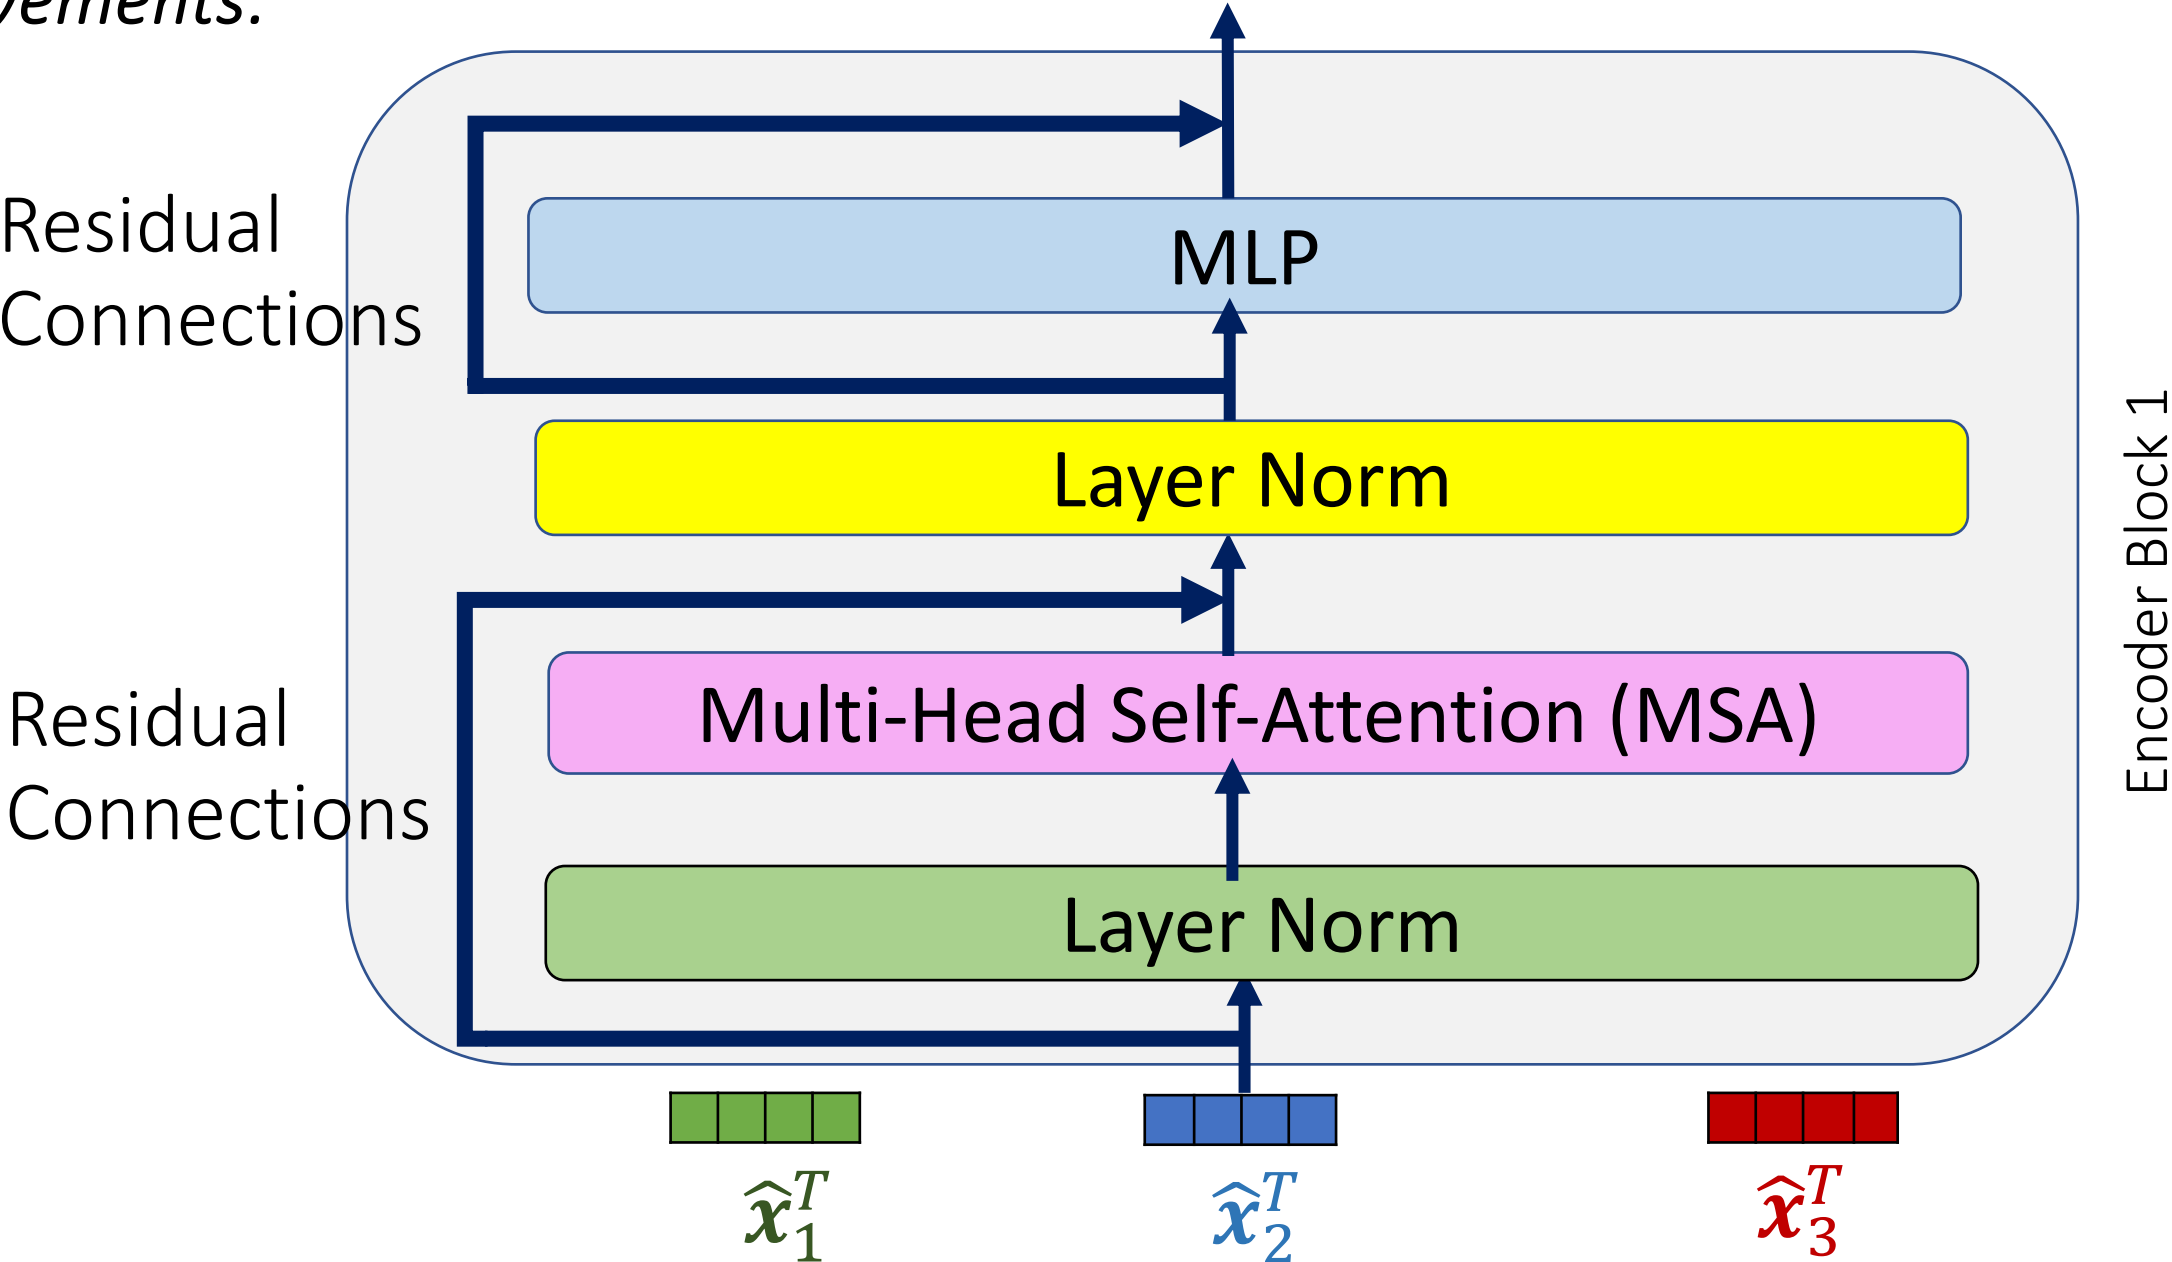 Residual
Connections
MLP
Layer Norm
Residual
Connections
Multi-Head Self-Attention (MSA)
Layer Norm
Encoder Block 1
x̂₁ᵀ
x̂₂ᵀ
x̂₃ᵀ